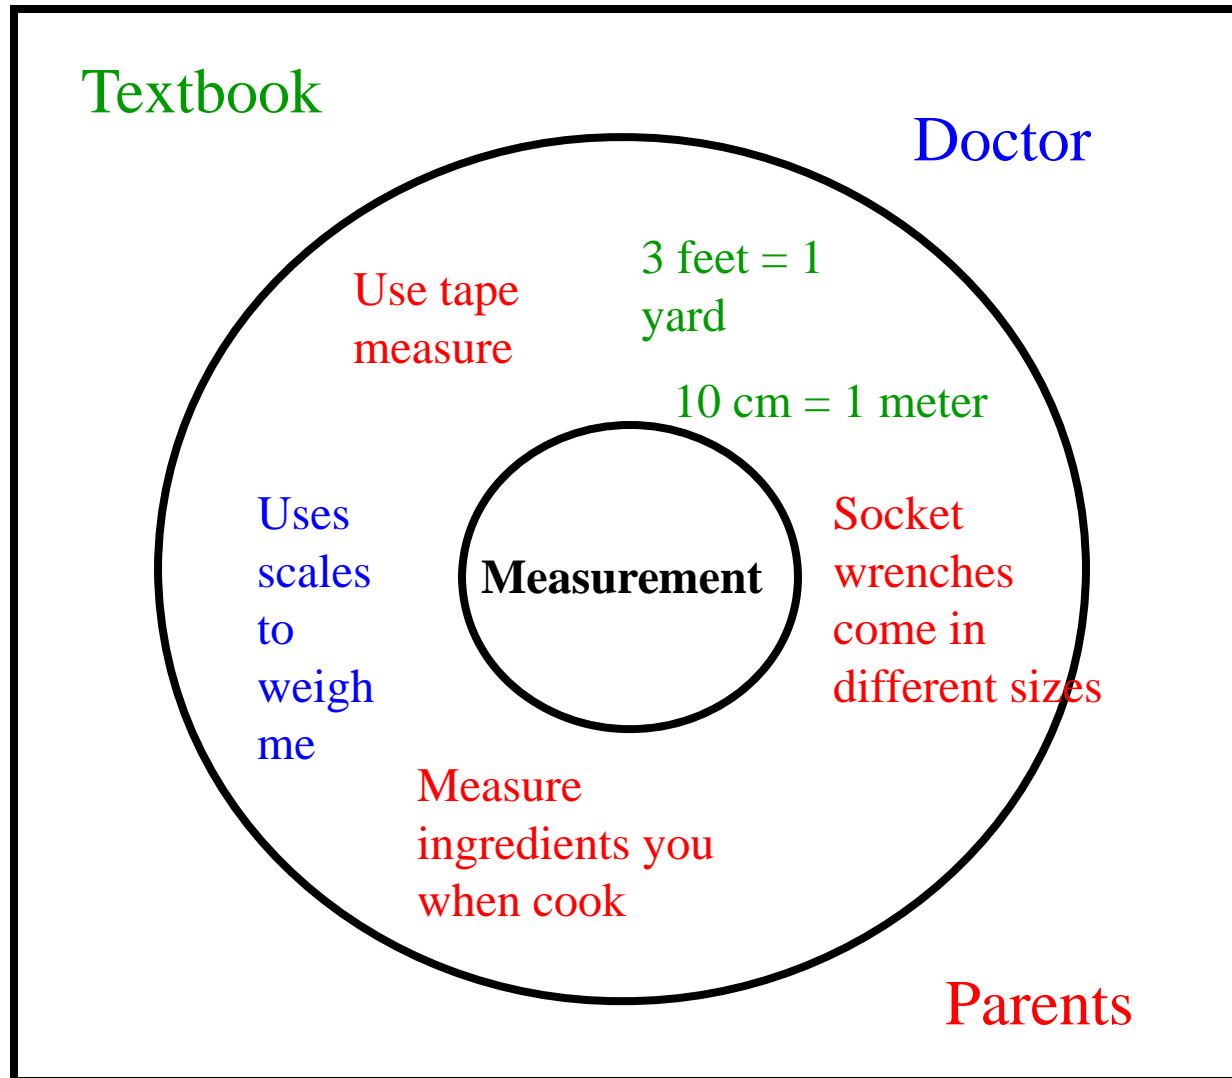 Textbook
Doctor
3 feet = 1
yard
Use tape
measure
10 cm = 1 meter
Uses
scales
to
weigh
me
Measurement
Socket
wrenches
come in
different sizes
Measure
ingredients you
when cook
Parents